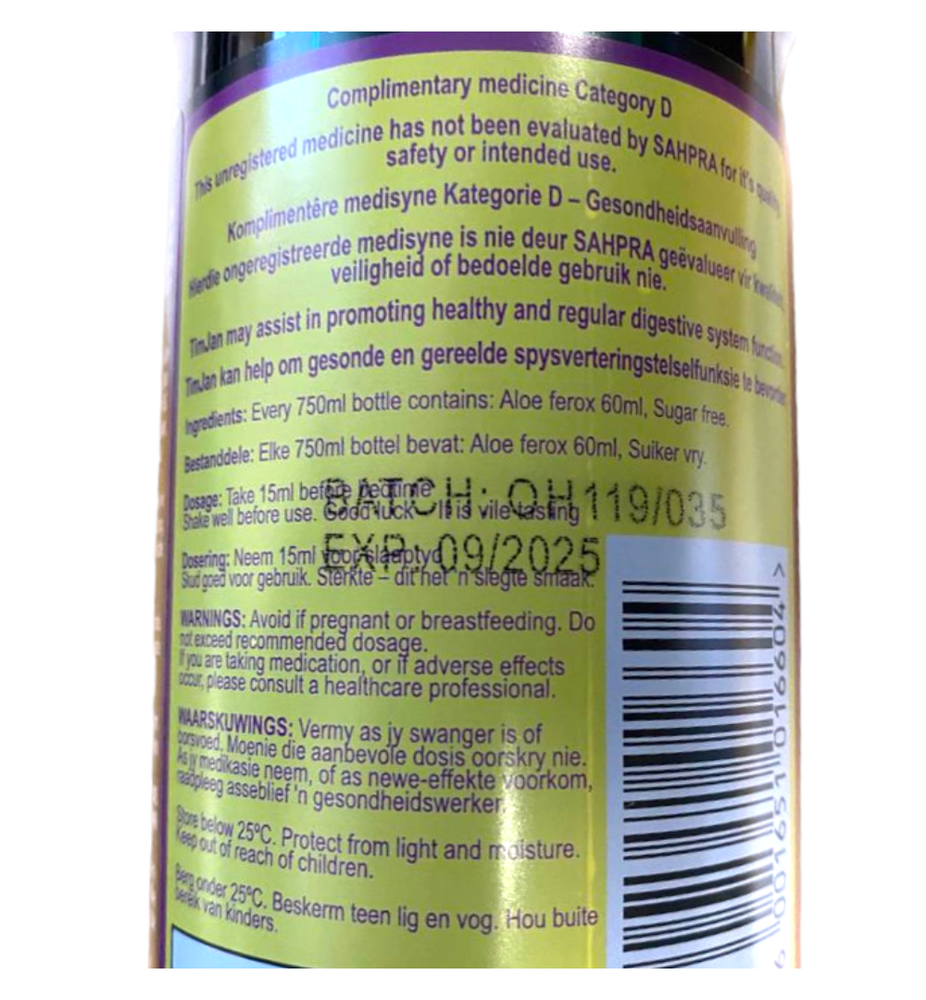 Complimentary medicine Category D
This unregistered medicine has not been evaluated by SAHPRA for it's quality
safety or intended use.
Komplimentêre medisyne Kategorie D – Gesondheidsaanvulling
Hierdie ongeregistreerde medisyne is nie deur SAHPRA geëvalueer vir kwaliteit,
veiligheid of bedoelde gebruik nie.
TimJan may assist in promoting healthy and regular digestive system function.
TimJan kan help om gesonde en gereelde spysverteringstelselfunksie te bevorder
Ingredients: Every 750ml bottle contains: Aloe ferox 60ml, Sugar free.
Bestanddele: Elke 750ml bottel bevat: Aloe ferox 60ml, Suiker vry.
Dosage: Take 15ml before bedtime
Shake well before use. Good luck - It is vile tasting
BATCH: OH119/035
EXP: 09/2025
Dosering: Neem 15ml voor slaaptyd
Skud goed voor gebruik. Sterkte – dit het 'n slegte smaak.
WARNINGS: Avoid if pregnant or breastfeeding. Do
not exceed recommended dosage.
If you are taking medication, or if adverse effects
occur, please consult a healthcare professional.
WAARSKUWINGS: Vermy as jy swanger is of
borsvoed. Moenie die aanbevole dosis oorskry nie.
As jy medikasie neem, of as newe-effekte voorkom,
raadpleeg asseblief 'n gesondheidswerker.
Store below 25ºC. Protect from light and moisture.
Keep out of reach of children.
Berg onder 25ºC. Beskerm teen lig en vog. Hou buite
bereik van kinders.
6 001651 016604 >